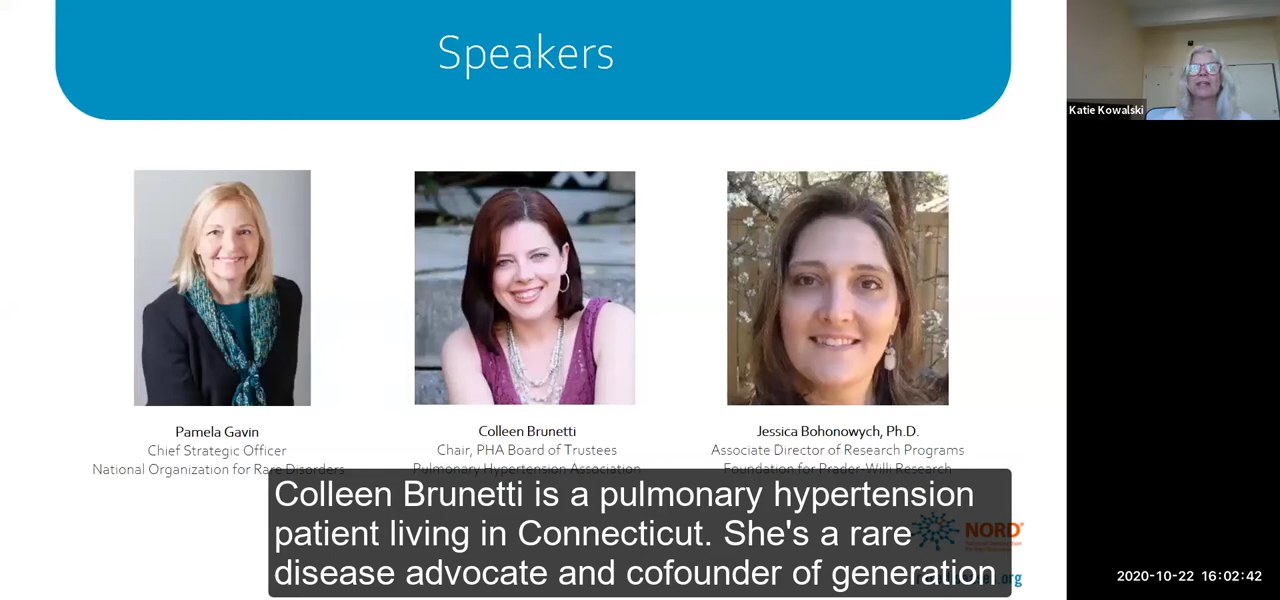 Speakers
Katie Kowalski
Pamela Gavin
Chief Strategic Officer
National Organization for Rare Disorders
Colleen Brunetti
Chair, PHA Board of Trustees
Pulmonary Hypertension Association
Jessica Bohonowych, Ph.D.
Associate Director of Research Programs
Foundation for Prader-Willi Research
Colleen Brunetti is a pulmonary hypertension
patient living in Connecticut. She's a rare
disease advocate and cofounder of generation
NORD®
.org
2020-10-22 16:02:42